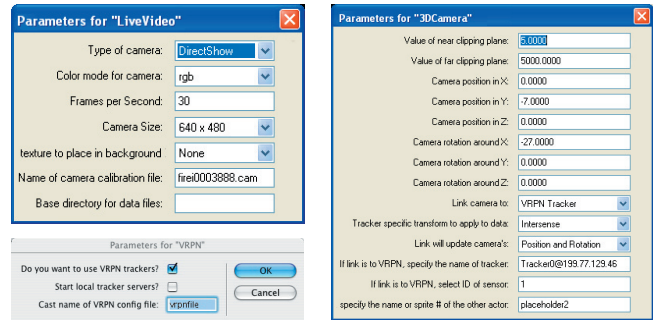 Parameters for "LiveVideo"
Type of camera: DirectShow
Color mode for camera: rgb
Frames per Second: 30
Camera Size: 640 x 480
texture to place in background None
Name of camera calibration file: firei0003888.cam
Base directory for data files:
Parameters for "VRPN"
Do you want to use VRPN trackers?
Start local tracker servers?
Cast name of VRPN config file: vrpnfile
OK
Cancel
Parameters for "3DCamera"
Value of near clipping plane: 5.0000
Value of far clipping plane: 5000.0000
Camera position in X: 0.0000
Camera position in Y: -7.0000
Camera position in Z: 0.0000
Camera rotation around X: -27.0000
Camera rotation around Y: 0.0000
Camera rotation around Z: 0.0000
Link camera to: VRPN Tracker
Tracker specific transform to apply to data: Intersense
Link will update camera's: Position and Rotation
If link is to VRPN, specify the name of tracker: Tracker0@199.77.129.46
If link is to VRPN, select ID of sensor: 1
specify the name or sprite # of the other actor: placeholder2